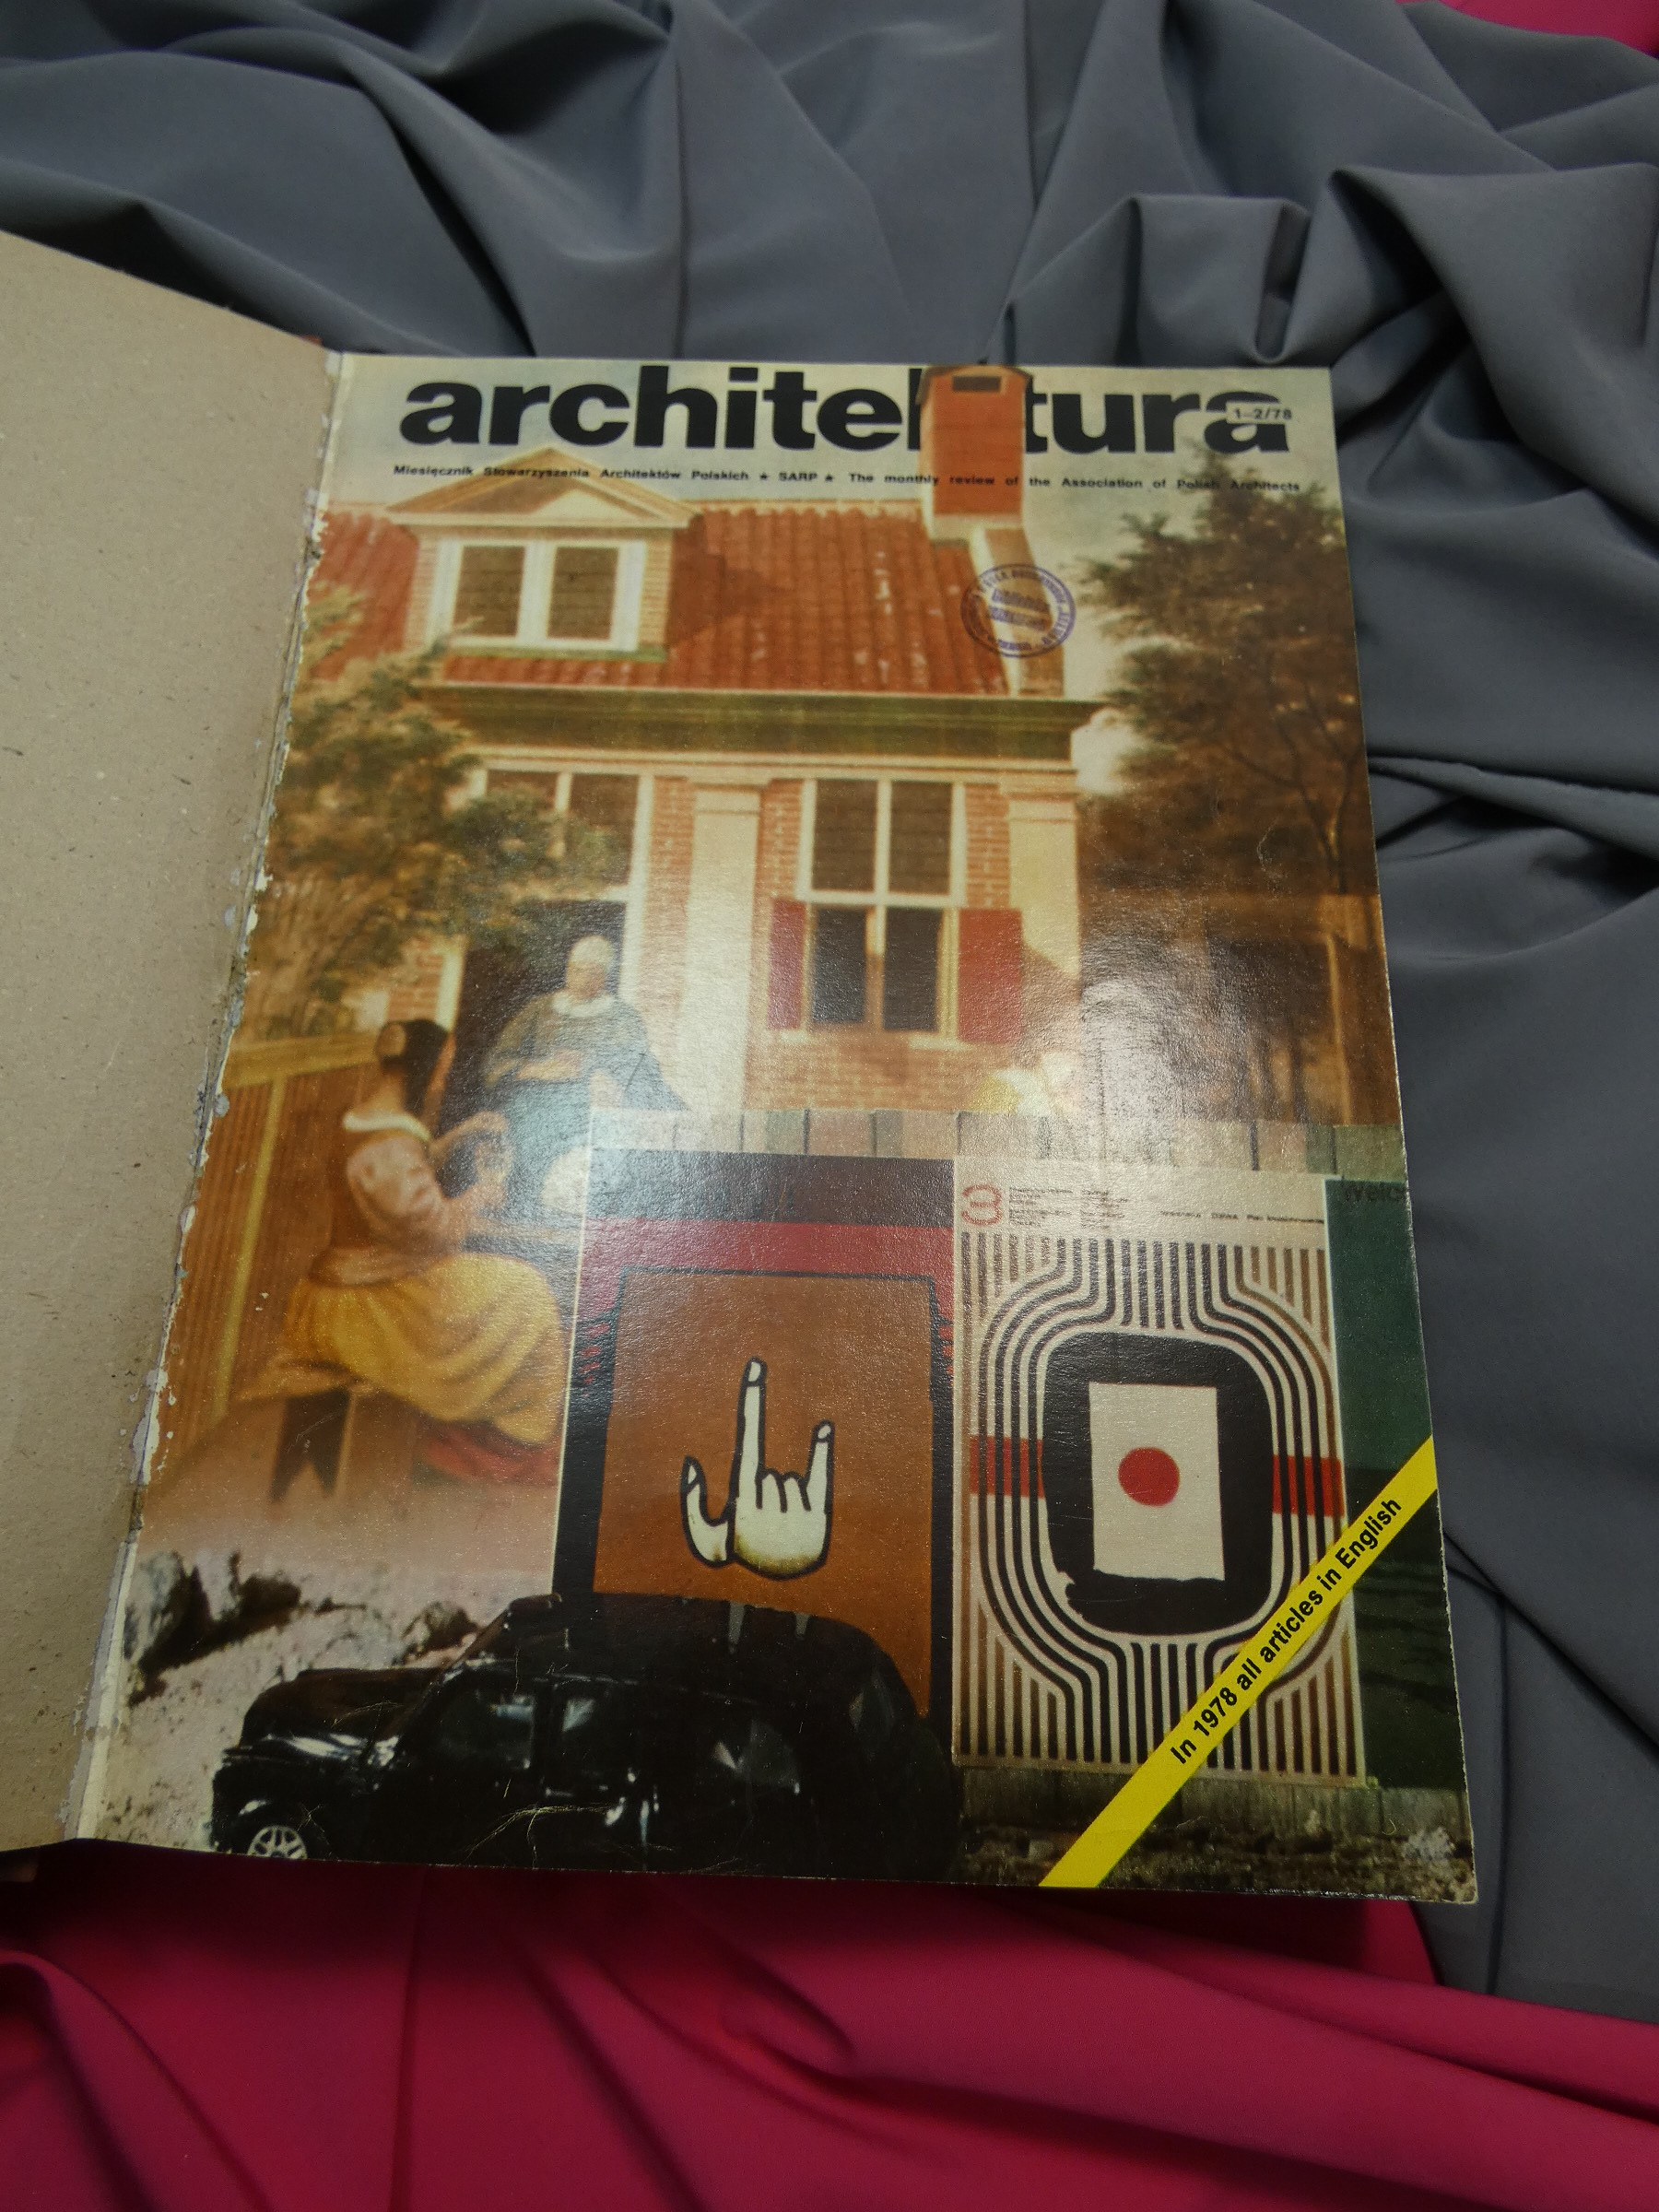 architektura
1–2/78
Miesięcznik Stowarzyszenia Architektów Polskich ★ SARP ★ The monthly review of the Association of Polish Architects
3
In 1978 all articles in English